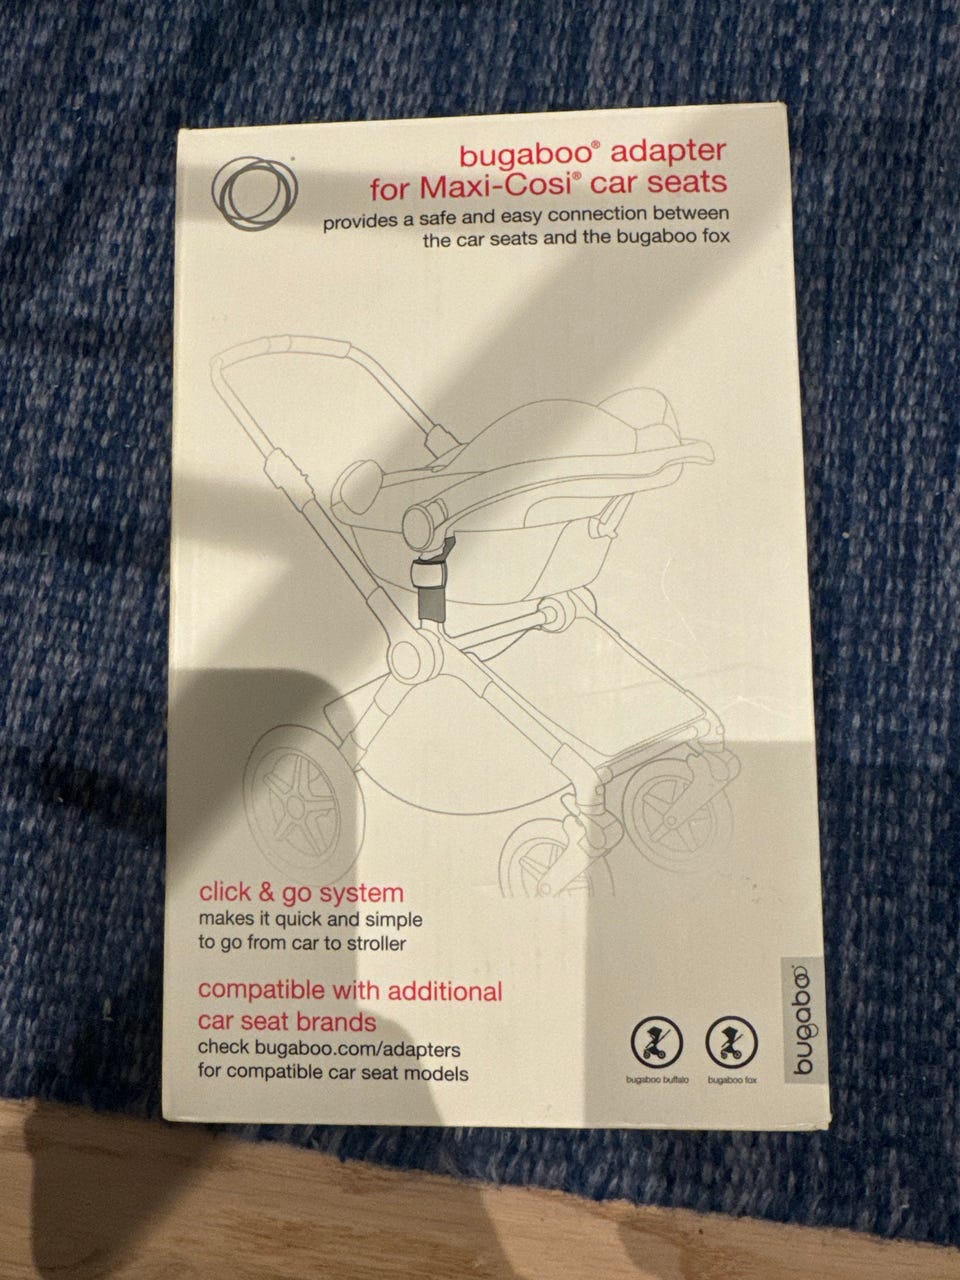 bugaboo® adapter
for Maxi-Cosi® car seats
provides a safe and easy connection between
the car seats and the bugaboo fox
click & go system
makes it quick and simple
to go from car to stroller
compatible with additional
car seat brands
check bugaboo.com/adapters
for compatible car seat models
bugaboo buffalo
bugaboo fox
bugaboo®